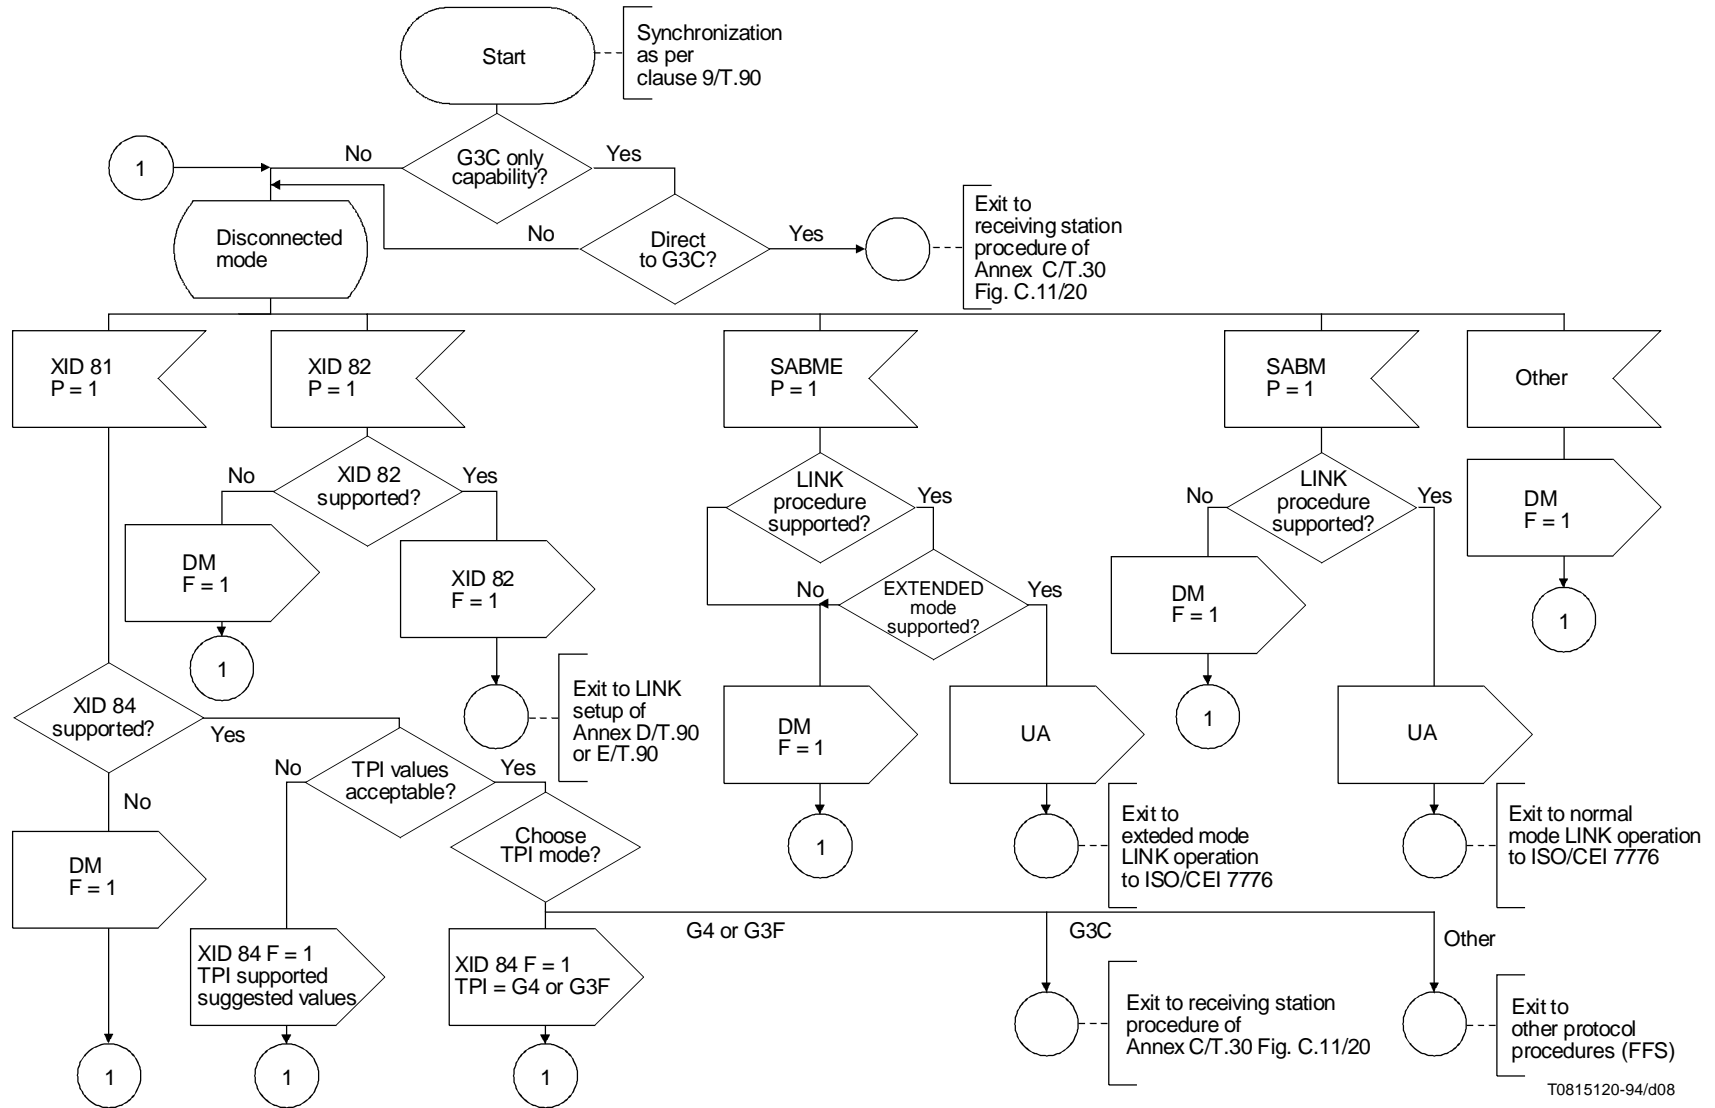 Start
Synchronization
as per
clause 9/T.90
1
No
G3C only
capability?
Yes
Disconnected
mode
No
Direct
to G3C?
Yes
Exit to
receiving station
procedure of
Annex C/T.30
Fig. C.11/20
XID 81
P = 1
XID 82
P = 1
SABME
P = 1
SABM
P = 1
Other
No
XID 82
supported?
Yes
LINK
procedure
supported?
Yes
No
LINK
procedure
supported?
Yes
DM
F = 1
DM
F = 1
XID 82
F = 1
No
EXTENDED
mode
supported?
Yes
DM
F = 1
1
1
XID 84
supported?
Yes
No
Exit to LINK
setup of
Annex D/T.90
or E/T.90
DM
F = 1
UA
1
UA
No
TPI values
acceptable?
Yes
Choose
TPI mode?
1
Exit to
exteded mode
LINK operation
to ISO/CEI 7776
Exit to normal
mode LINK operation
to ISO/CEI 7776
DM
F = 1
G4 or G3F
G3C
Other
XID 84 F = 1
TPI supported
suggested values
XID 84 F = 1
TPI = G4 or G3F
Exit to receiving station
procedure of
Annex C/T.30 Fig. C.11/20
Exit to
other protocol
procedures (FFS)
1
1
1
T0815120-94/d08